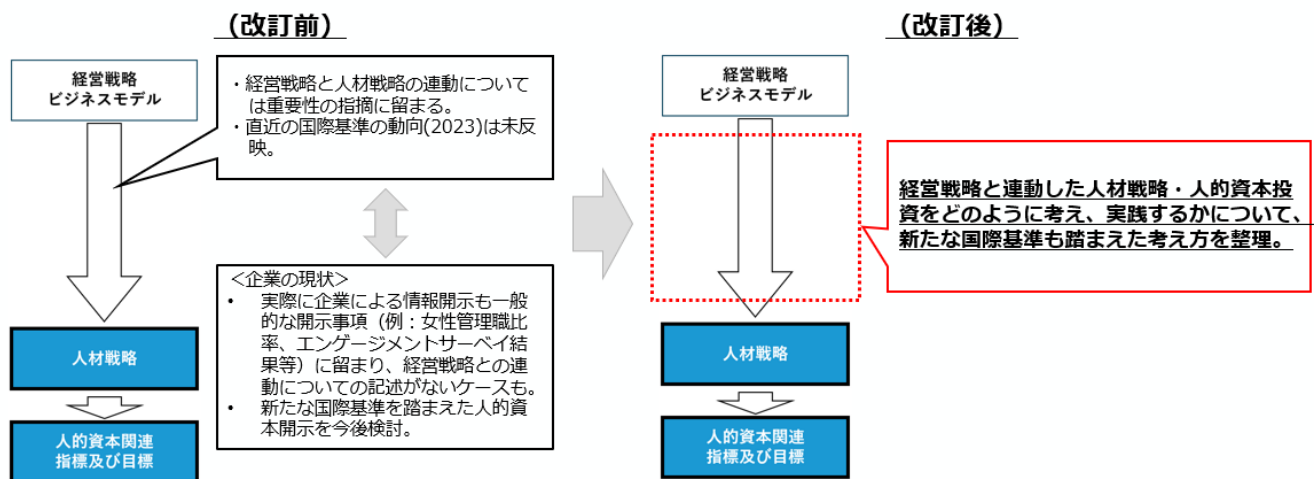 （改訂前）
経営戦略
ビジネスモデル
・経営戦略と人材戦略の連動について
は重要性の指摘に留まる。
・直近の国際基準の動向(2023)は未反
映。
＜企業の現状＞
• 実際に企業による情報開示も一般
的な開示事項（例：女性管理職比
率、エンゲージメントサーベイ結
果等）に留まり、経営戦略との連
動についての記述がないケースも。
• 新たな国際基準を踏まえた人的資
本開示を今後検討。
人材戦略
人的資本関連
指標及び目標
（改訂後）
経営戦略
ビジネスモデル
経営戦略と連動した人材戦略・人的資本投
資をどのように考え、実践するかについて、
新たな国際基準も踏まえた考え方を整理。
人材戦略
人的資本関連
指標及び目標